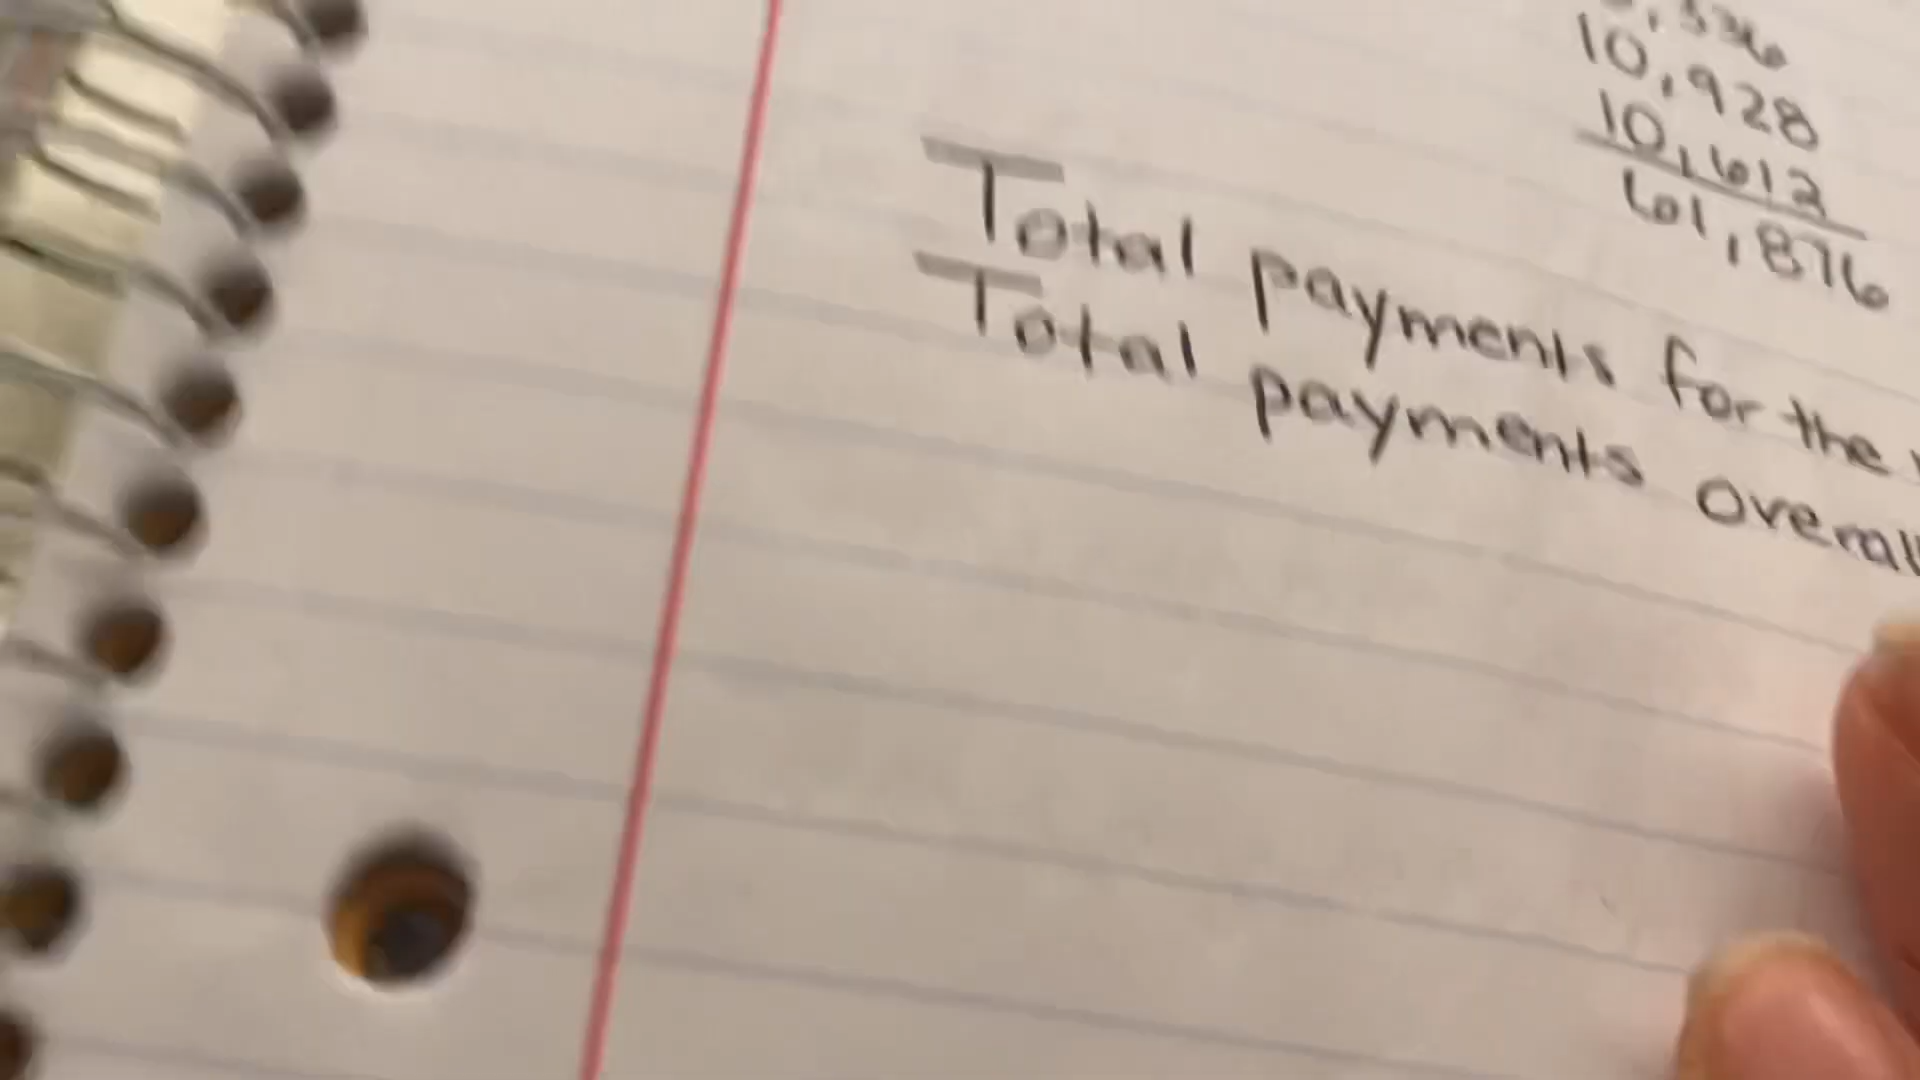 10,928
10,612
61,876
Total payments for the
Total payments overall